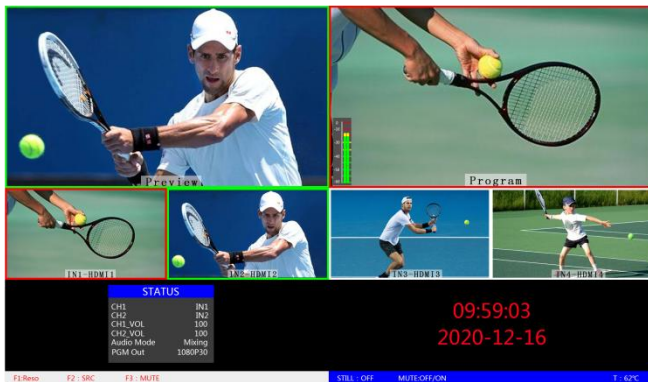 Preview
Program
IN1-HDMI1
IN2-HDMI2
IN3-HDMI3
IN4-HDMI4
STATUS
CH1 IN1
CH2 IN2
CH1_VOL 100
CH2_VOL 100
Audio Mode Mixing
PGM Out 1080P30
09:59:03
2020-12-16
F1:Reso F2 : SRC F3 : MUTE STILL : OFF MUTE:OFF/ON T : 62℃